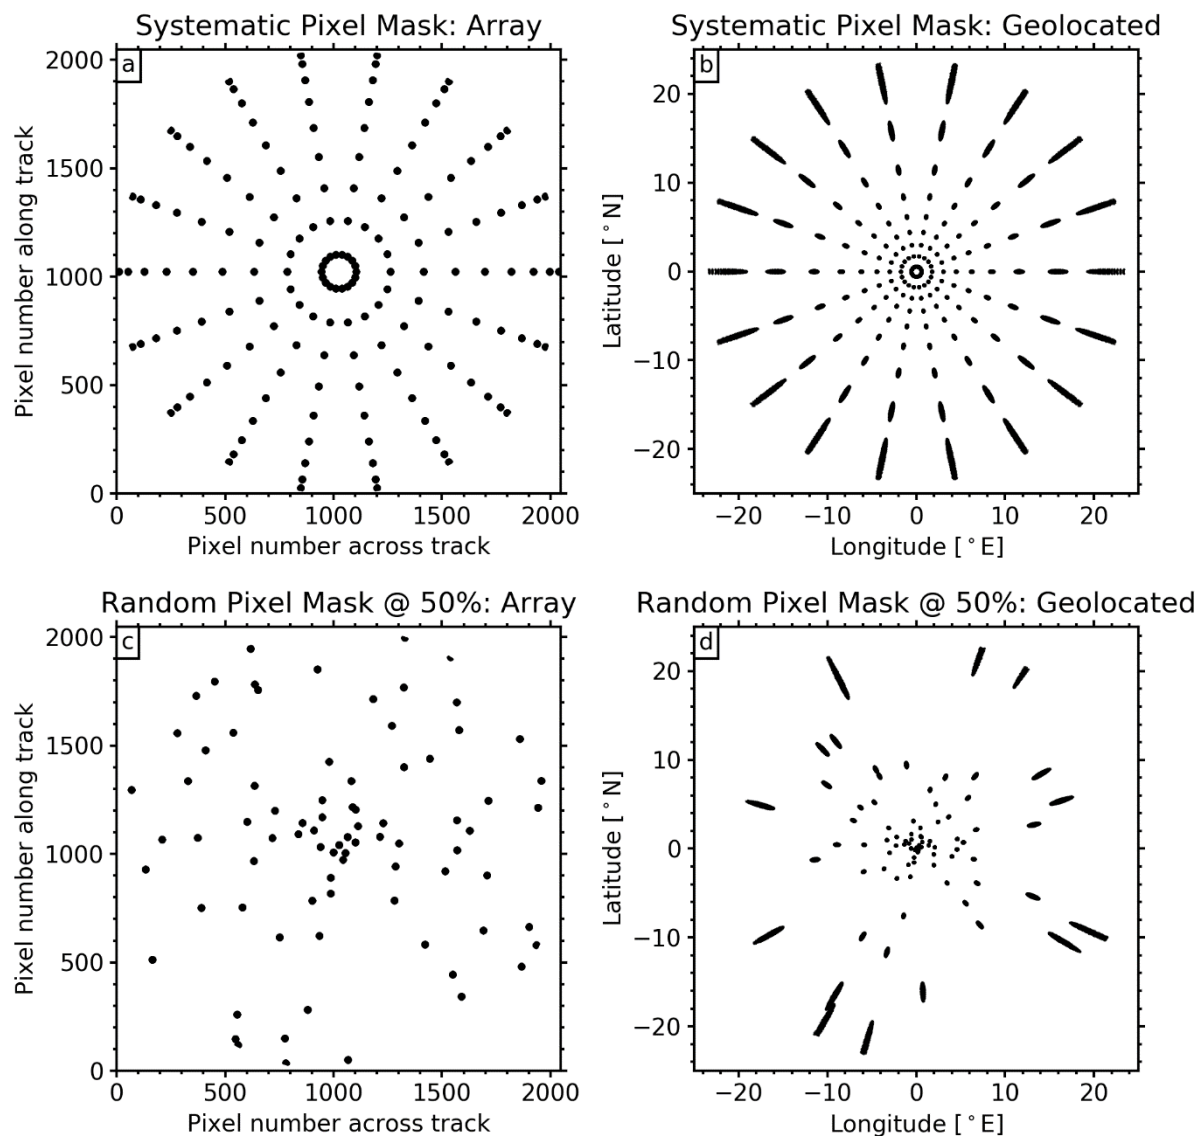 Systematic Pixel Mask: Array
a
2000
1500
1000
500
0
Pixel number along track
0 500 1000 1500 2000
Pixel number across track
Systematic Pixel Mask: Geolocated
b
20
10
0
−10
−20
Latitude [°N]
−20 −10 0 10 20
Longitude [°E]
Random Pixel Mask @ 50%: Array
c
2000
1500
1000
500
0
Pixel number along track
0 500 1000 1500 2000
Pixel number across track
Random Pixel Mask @ 50%: Geolocated
d
20
10
0
−10
−20
Latitude [°N]
−20 −10 0 10 20
Longitude [°E]